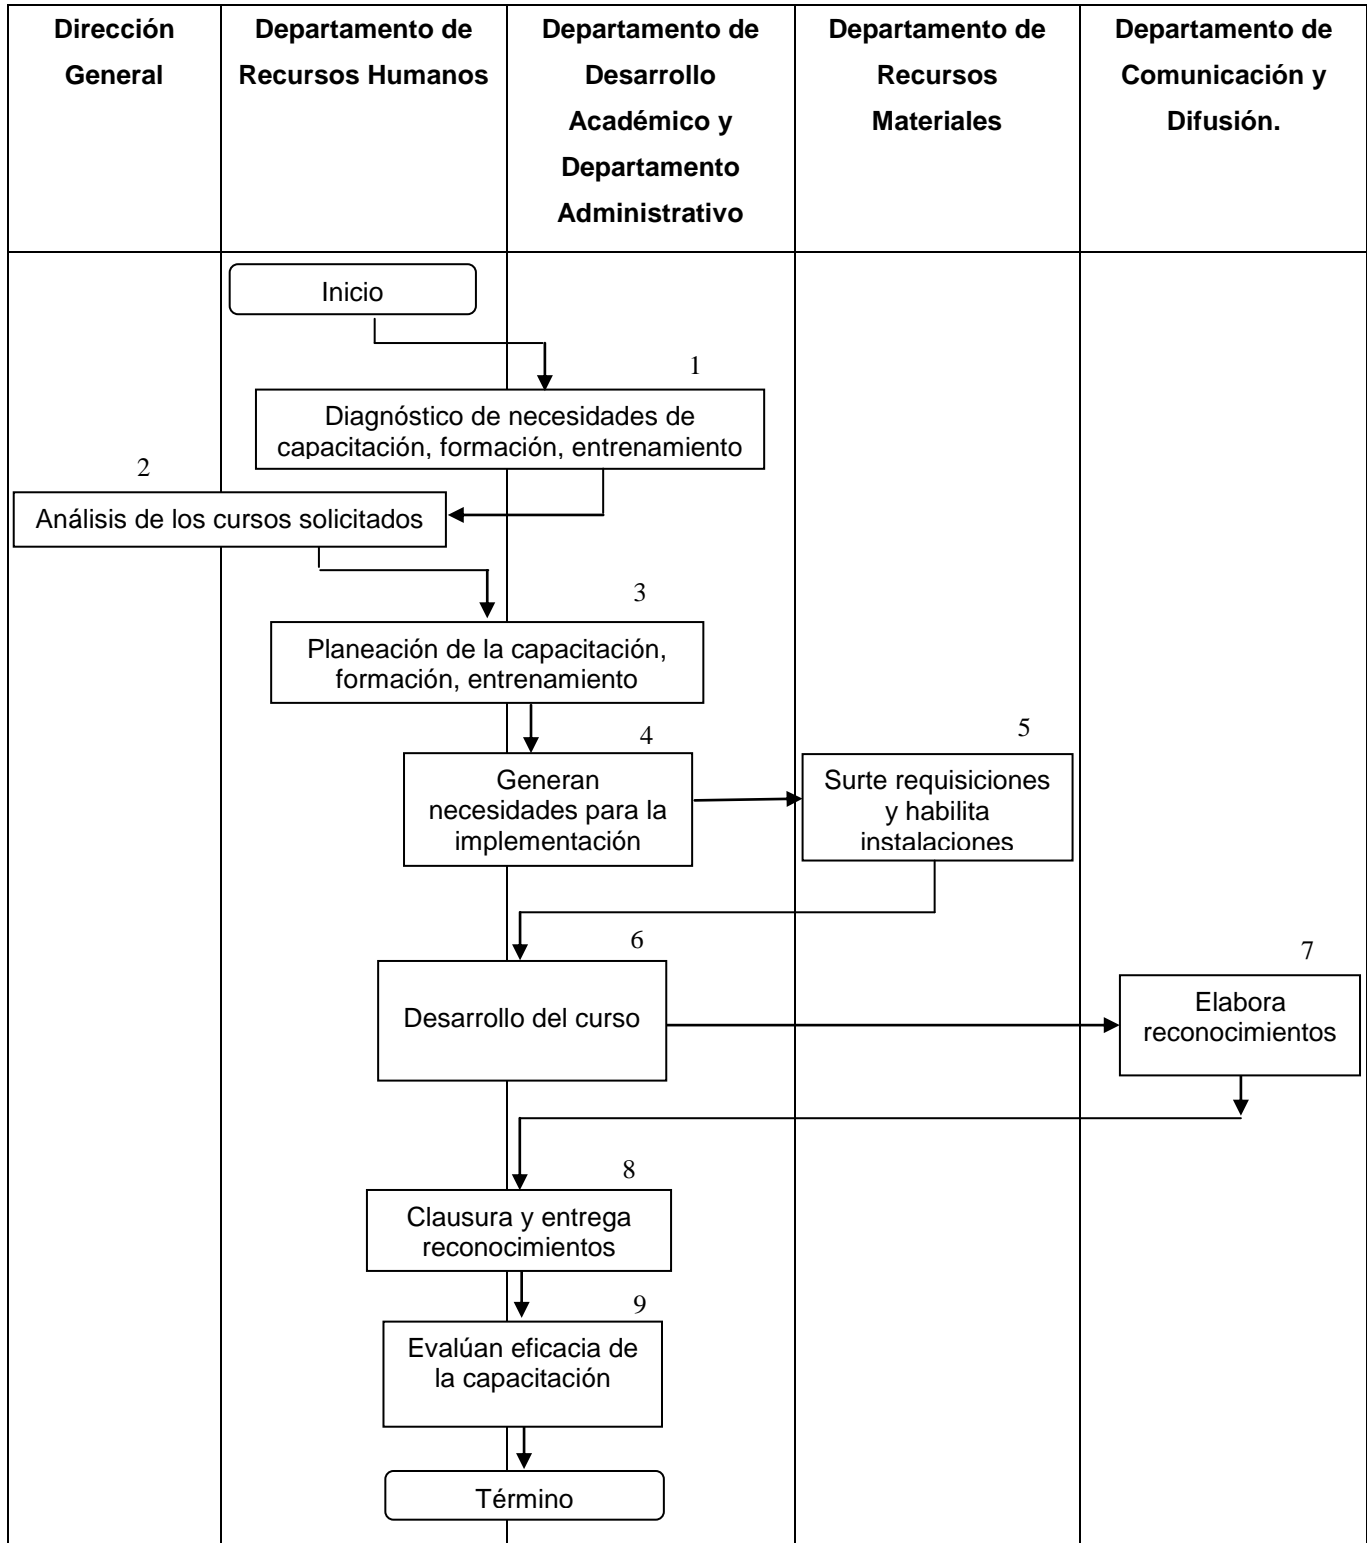 Dirección
General
Departamento de
Recursos Humanos
Departamento de
Desarrollo
Académico y
Departamento
Administrativo
Departamento de
Recursos
Materiales
Departamento de
Comunicación y
Difusión.
Inicio
1
Diagnóstico de necesidades de
capacitación, formación, entrenamiento
2
Análisis de los cursos solicitados
3
Planeación de la capacitación,
formación, entrenamiento
4
Generan
necesidades para la
implementación
5
Surte requisiciones
y habilita
instalaciones
6
Desarrollo del curso
7
Elabora
reconocimientos
8
Clausura y entrega
reconocimientos
9
Evalúan eficacia de
la capacitación
Término